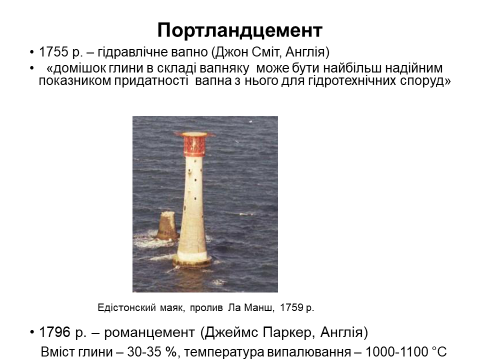 Портландцемент
• 1755 р. – гідравлічне вапно (Джон Сміт, Англія)
• «домішок глини в складі вапняку може бути найбільш надійним
показником придатності вапна з нього для гідротехнічних споруд»
Едістонский маяк, пролив Ла Манш, 1759 р.
• 1796 р. – романцемент (Джеймс Паркер, Англія)
Вміст глини – 30-35 %, температура випалювання – 1000-1100 °С